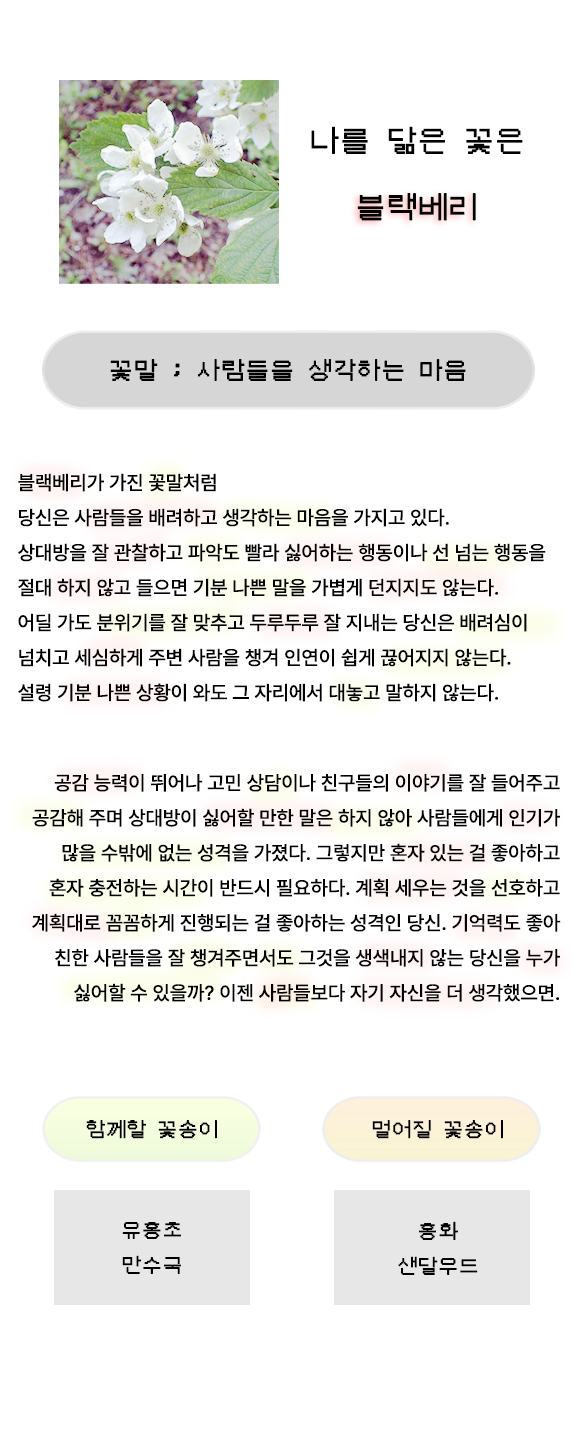 나를 닮은 꽃은
블랙베리
꽃말 ; 사람들을 생각하는 마음
블랙베리가 가진 꽃말처럼
당신은 사람들을 배려하고 생각하는 마음을 가지고 있다.
상대방을 잘 관찰하고 파악도 빨라 싫어하는 행동이나 선 넘는 행동을
절대 하지 않고 들으면 기분 나쁜 말을 가볍게 던지지도 않는다.
어딜 가도 분위기를 잘 맞추고 두루두루 잘 지내는 당신은 배려심이
넘치고 세심하게 주변 사람을 챙겨 인연이 쉽게 끊어지지 않는다.
설령 기분 나쁜 상황이 와도 그 자리에서 대놓고 말하지 않는다.
공감 능력이 뛰어나 고민 상담이나 친구들의 이야기를 잘 들어주고
공감해 주며 상대방이 싫어할 만한 말은 하지 않아 사람들에게 인기가
많을 수밖에 없는 성격을 가졌다. 그렇지만 혼자 있는 걸 좋아하고
혼자 충전하는 시간이 반드시 필요하다. 계획 세우는 것을 선호하고
계획대로 꼼꼼하게 진행되는 걸 좋아하는 성격인 당신. 기억력도 좋아
친한 사람들을 잘 챙겨주면서도 그것을 생색내지 않는 당신을 누가
싫어할 수 있을까? 이젠 사람들보다 자기 자신을 더 생각했으면.
함께할 꽃송이
멀어질 꽃송이
유홍초
만수국
홍화
샌달우드